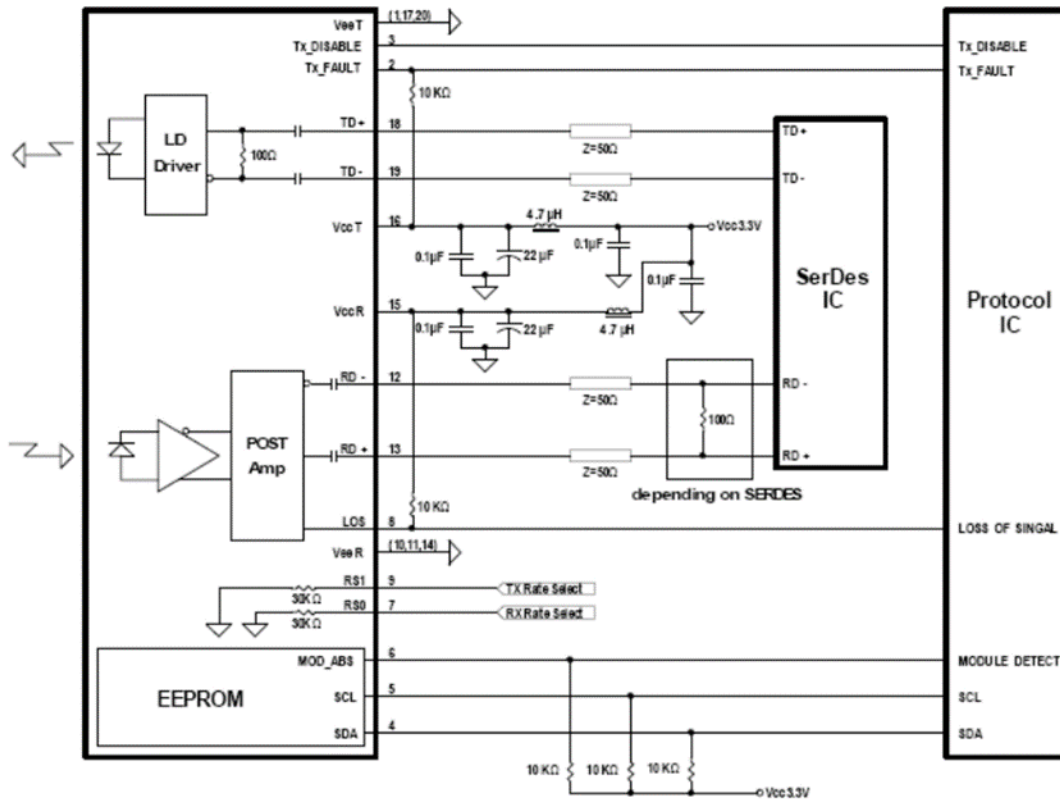 VeeT (1,17,20)
Tx_DISABLE 3 Tx_DISABLE
Tx_FAULT 2 Tx_FAULT
10 KΩ
LD
Driver
100Ω
TD+ 18 Z=50Ω TD+
TD- 19 Z=50Ω TD-
VccT 16 4.7 µH Vcc3.3V
0.1µF 22 µF 0.1µF 0.1µF
SerDes
IC
Protocol
IC
VccR 15
0.1µF 22 µF 4.7 µH
RD - 12 Z=50Ω RD -
100Ω
POST
Amp
RD + 13 Z=50Ω RD +
depending on SERDES
10 KΩ
LOS 8 LOSS OF SINGAL
VeeR (10,11,14)
RS1 9 TX Rate Select
30KΩ
RS0 7 RX Rate Select
30KΩ
MOD_ABS 6 MODULE DETECT
EEPROM
SCL 5 SCL
SDA 4 SDA
10 KΩ 10 KΩ 10 KΩ
Vcc3.3V